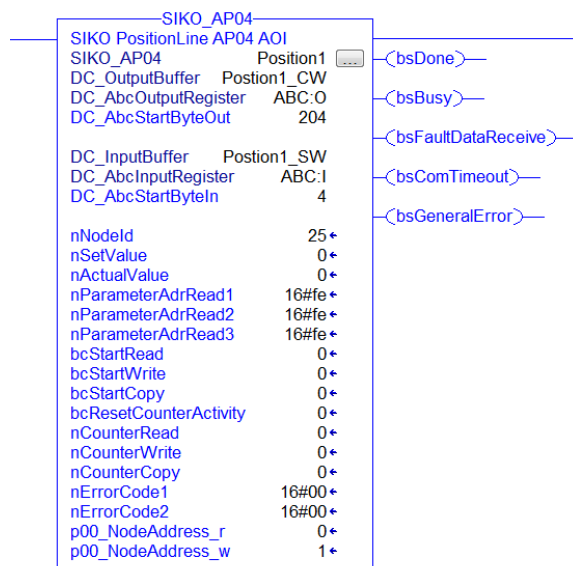 SIKO_AP04
SIKO PositionLine AP04 AOI
SIKO_AP04 Position1 ... bsDone
DC_OutputBuffer Postion1_CW
DC_AbcOutputRegister ABC:O bsBusy
DC_AbcStartByteOut 204
bsFaultDataReceive
DC_InputBuffer Postion1_SW
DC_AbcInputRegister ABC:I bsComTimeout
DC_AbcStartByteIn 4
bsGeneralError
nNodeId 25
nSetValue 0
nActualValue 0
nParameterAdrRead1 16#fe
nParameterAdrRead2 16#fe
nParameterAdrRead3 16#fe
bcStartRead 0
bcStartWrite 0
bcStartCopy 0
bcResetCounterActivity 0
nCounterRead 0
nCounterWrite 0
nCounterCopy 0
nErrorCode1 16#00
nErrorCode2 16#00
p00_NodeAddress_r 0
p00_NodeAddress_w 1